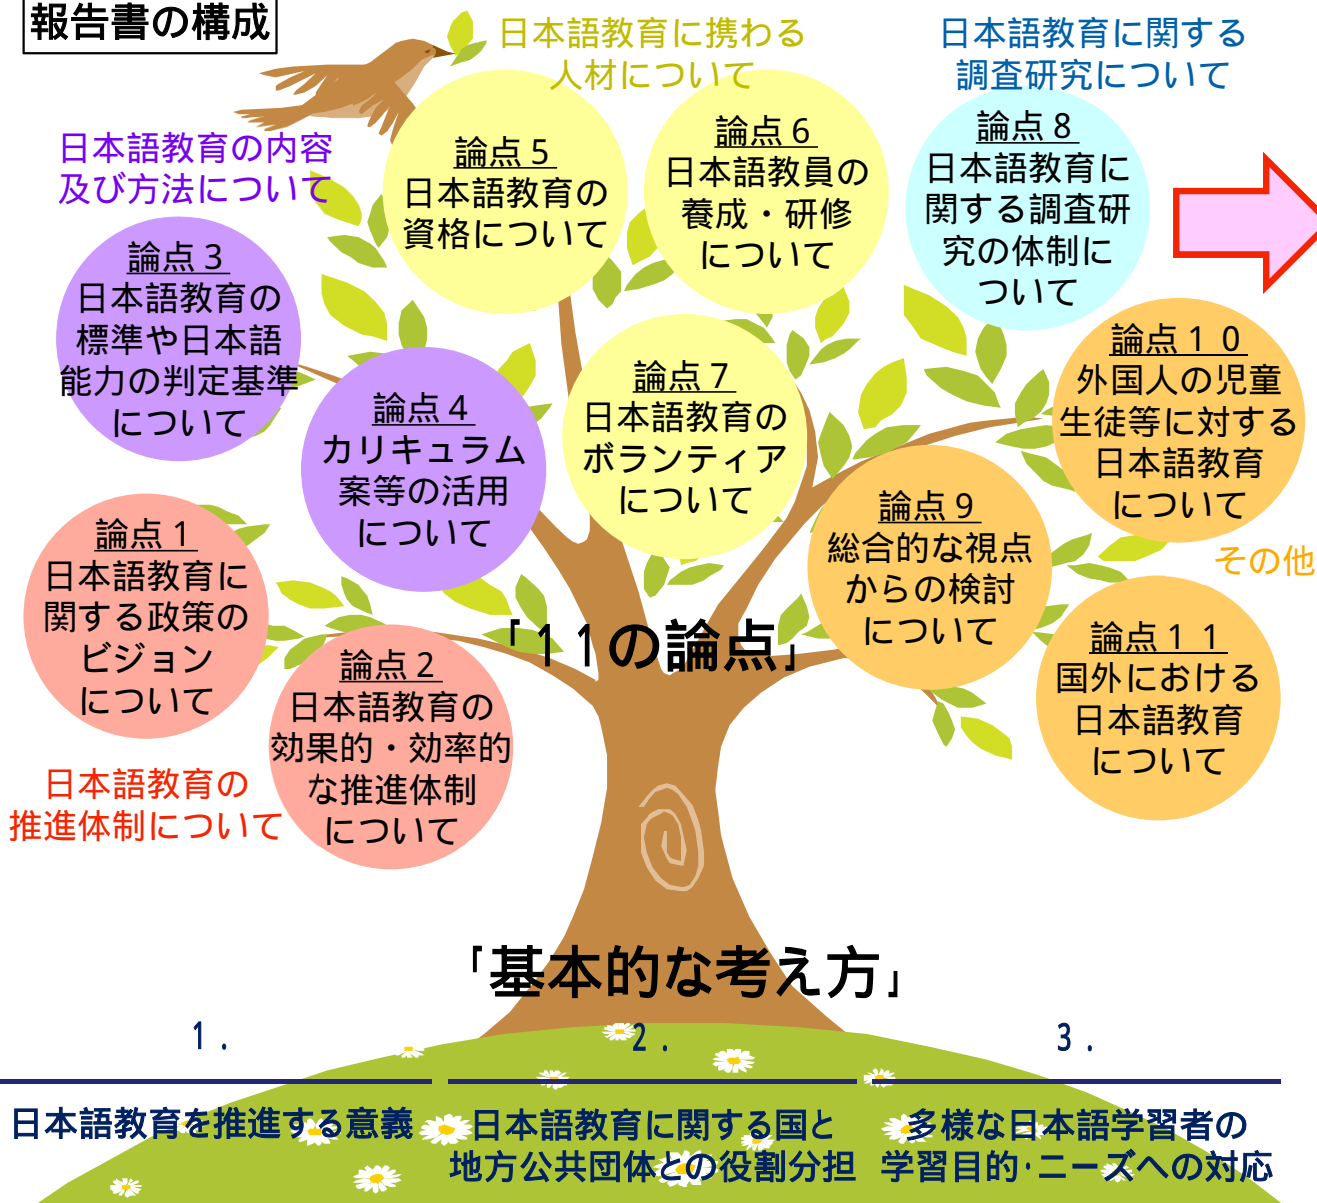 報告書の構成
日本語教育に携わる
人材について
日本語教育に関する
調査研究について
日本語教育の内容
及び方法について
論点５
日本語教育の
資格について
論点６
日本語教員の
養成・研修
について
論点８
日本語教育に
関する調査研
究の体制に
ついて
論点３
日本語教育の
標準や日本語
能力の判定基準
について
論点４
カリキュラム
案等の活用
について
論点７
日本語教育の
ボランティア
について
論点１０
外国人の児童
生徒等に対する
日本語教育
について
論点１
日本語教育に
関する政策の
ビジョン
について
論点９
総合的な視点
からの検討
について
その他
「１１の論点」
論点２
日本語教育の
効果的・効率的
な推進体制
について
論点１１
国外における
日本語教育
について
日本語教育の
推進体制について
「基本的な考え方」
１．
日本語教育を推進する意義
２．
日本語教育に関する国と
地方公共団体との役割分担
３．
多様な日本語学習者の
学習目的・ニーズへの対応